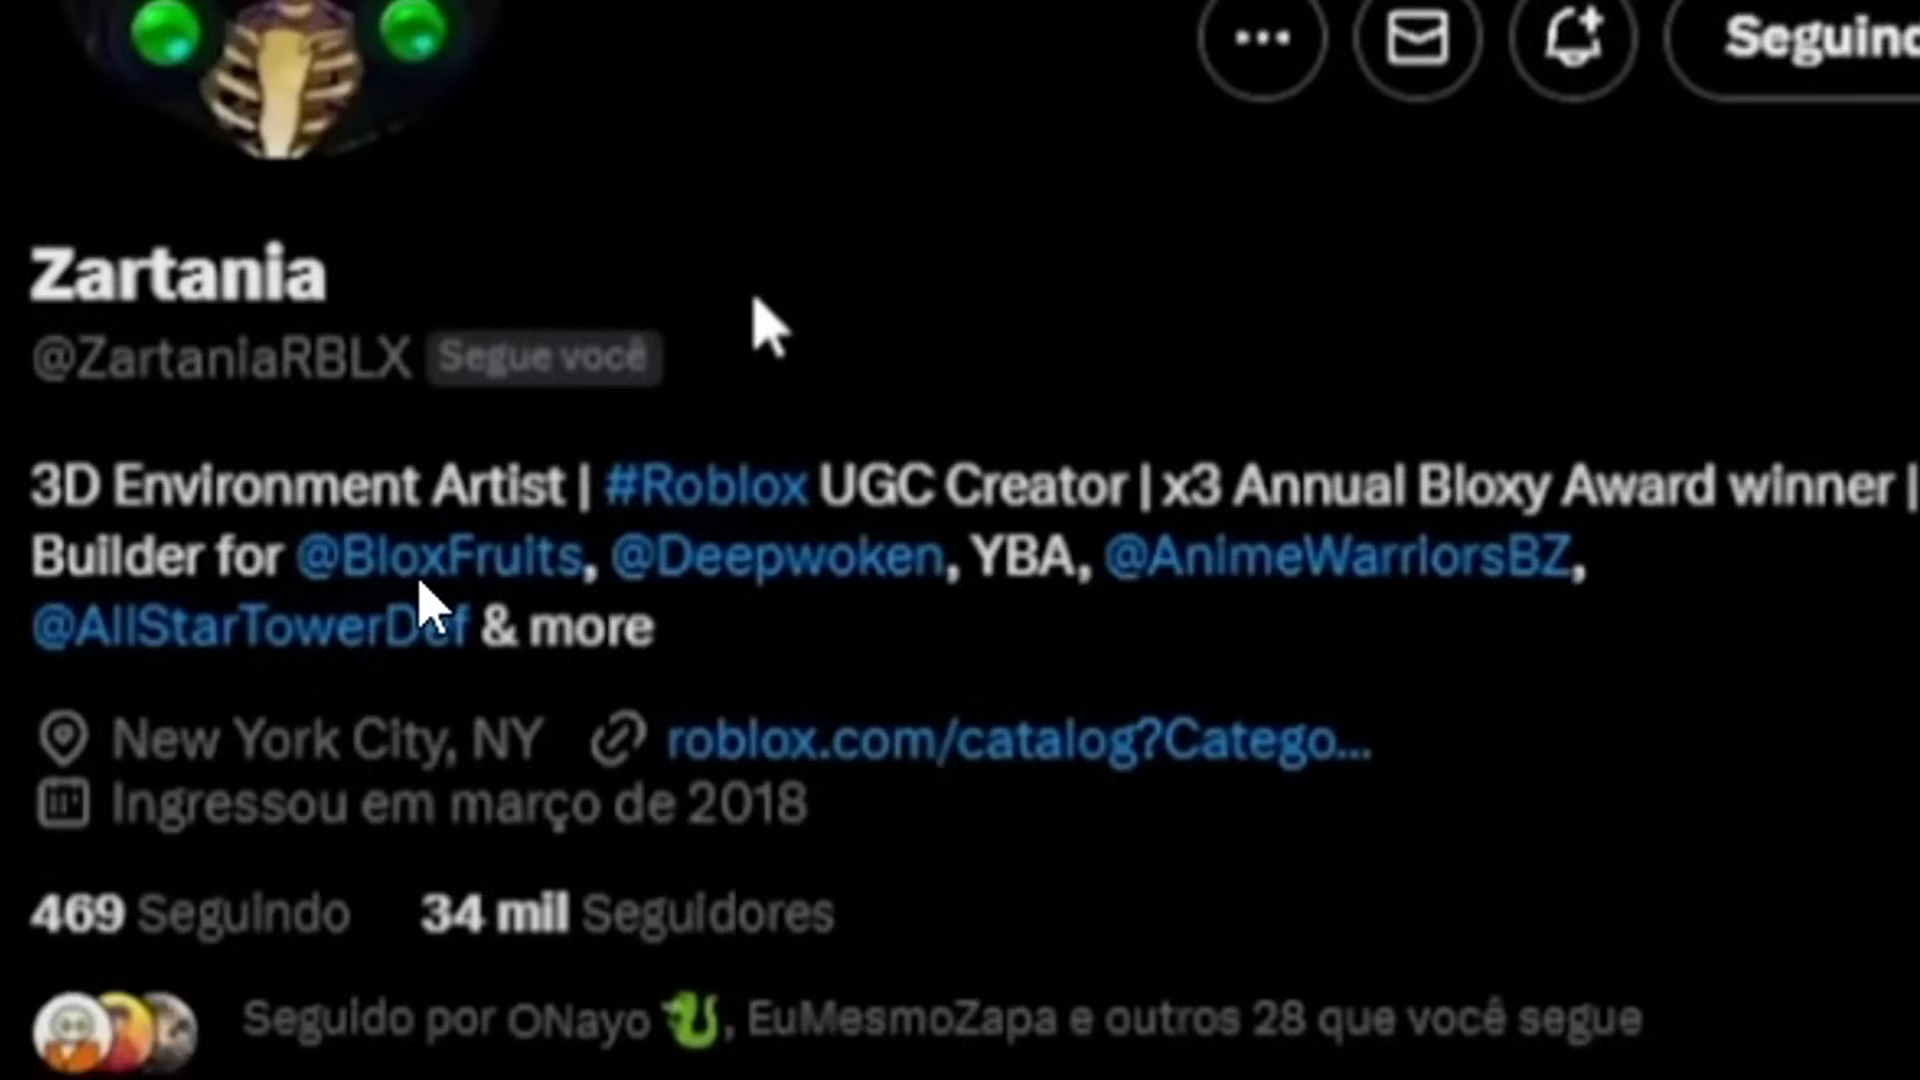 Seguind
Zartania
@ZartaniaRBLX Segue você
3D Environment Artist | #Roblox UGC Creator | x3 Annual Bloxy Award winner |
Builder for @BloxFruits, @Deepwoken, YBA, @AnimeWarriorsBZ,
@AllStarTowerDef & more
New York City, NY roblox.com/catalog?Catego...
Ingressou em março de 2018
469 Seguindo 34 mil Seguidores
Seguido por ONayo 🐉, EuMesmoZapa e outros 28 que você segue